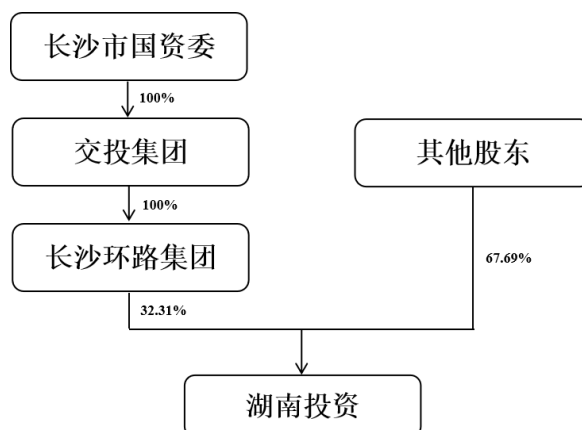 长沙市国资委
100%
交投集团
其他股东
100%
长沙环路集团
67.69%
32.31%
湖南投资